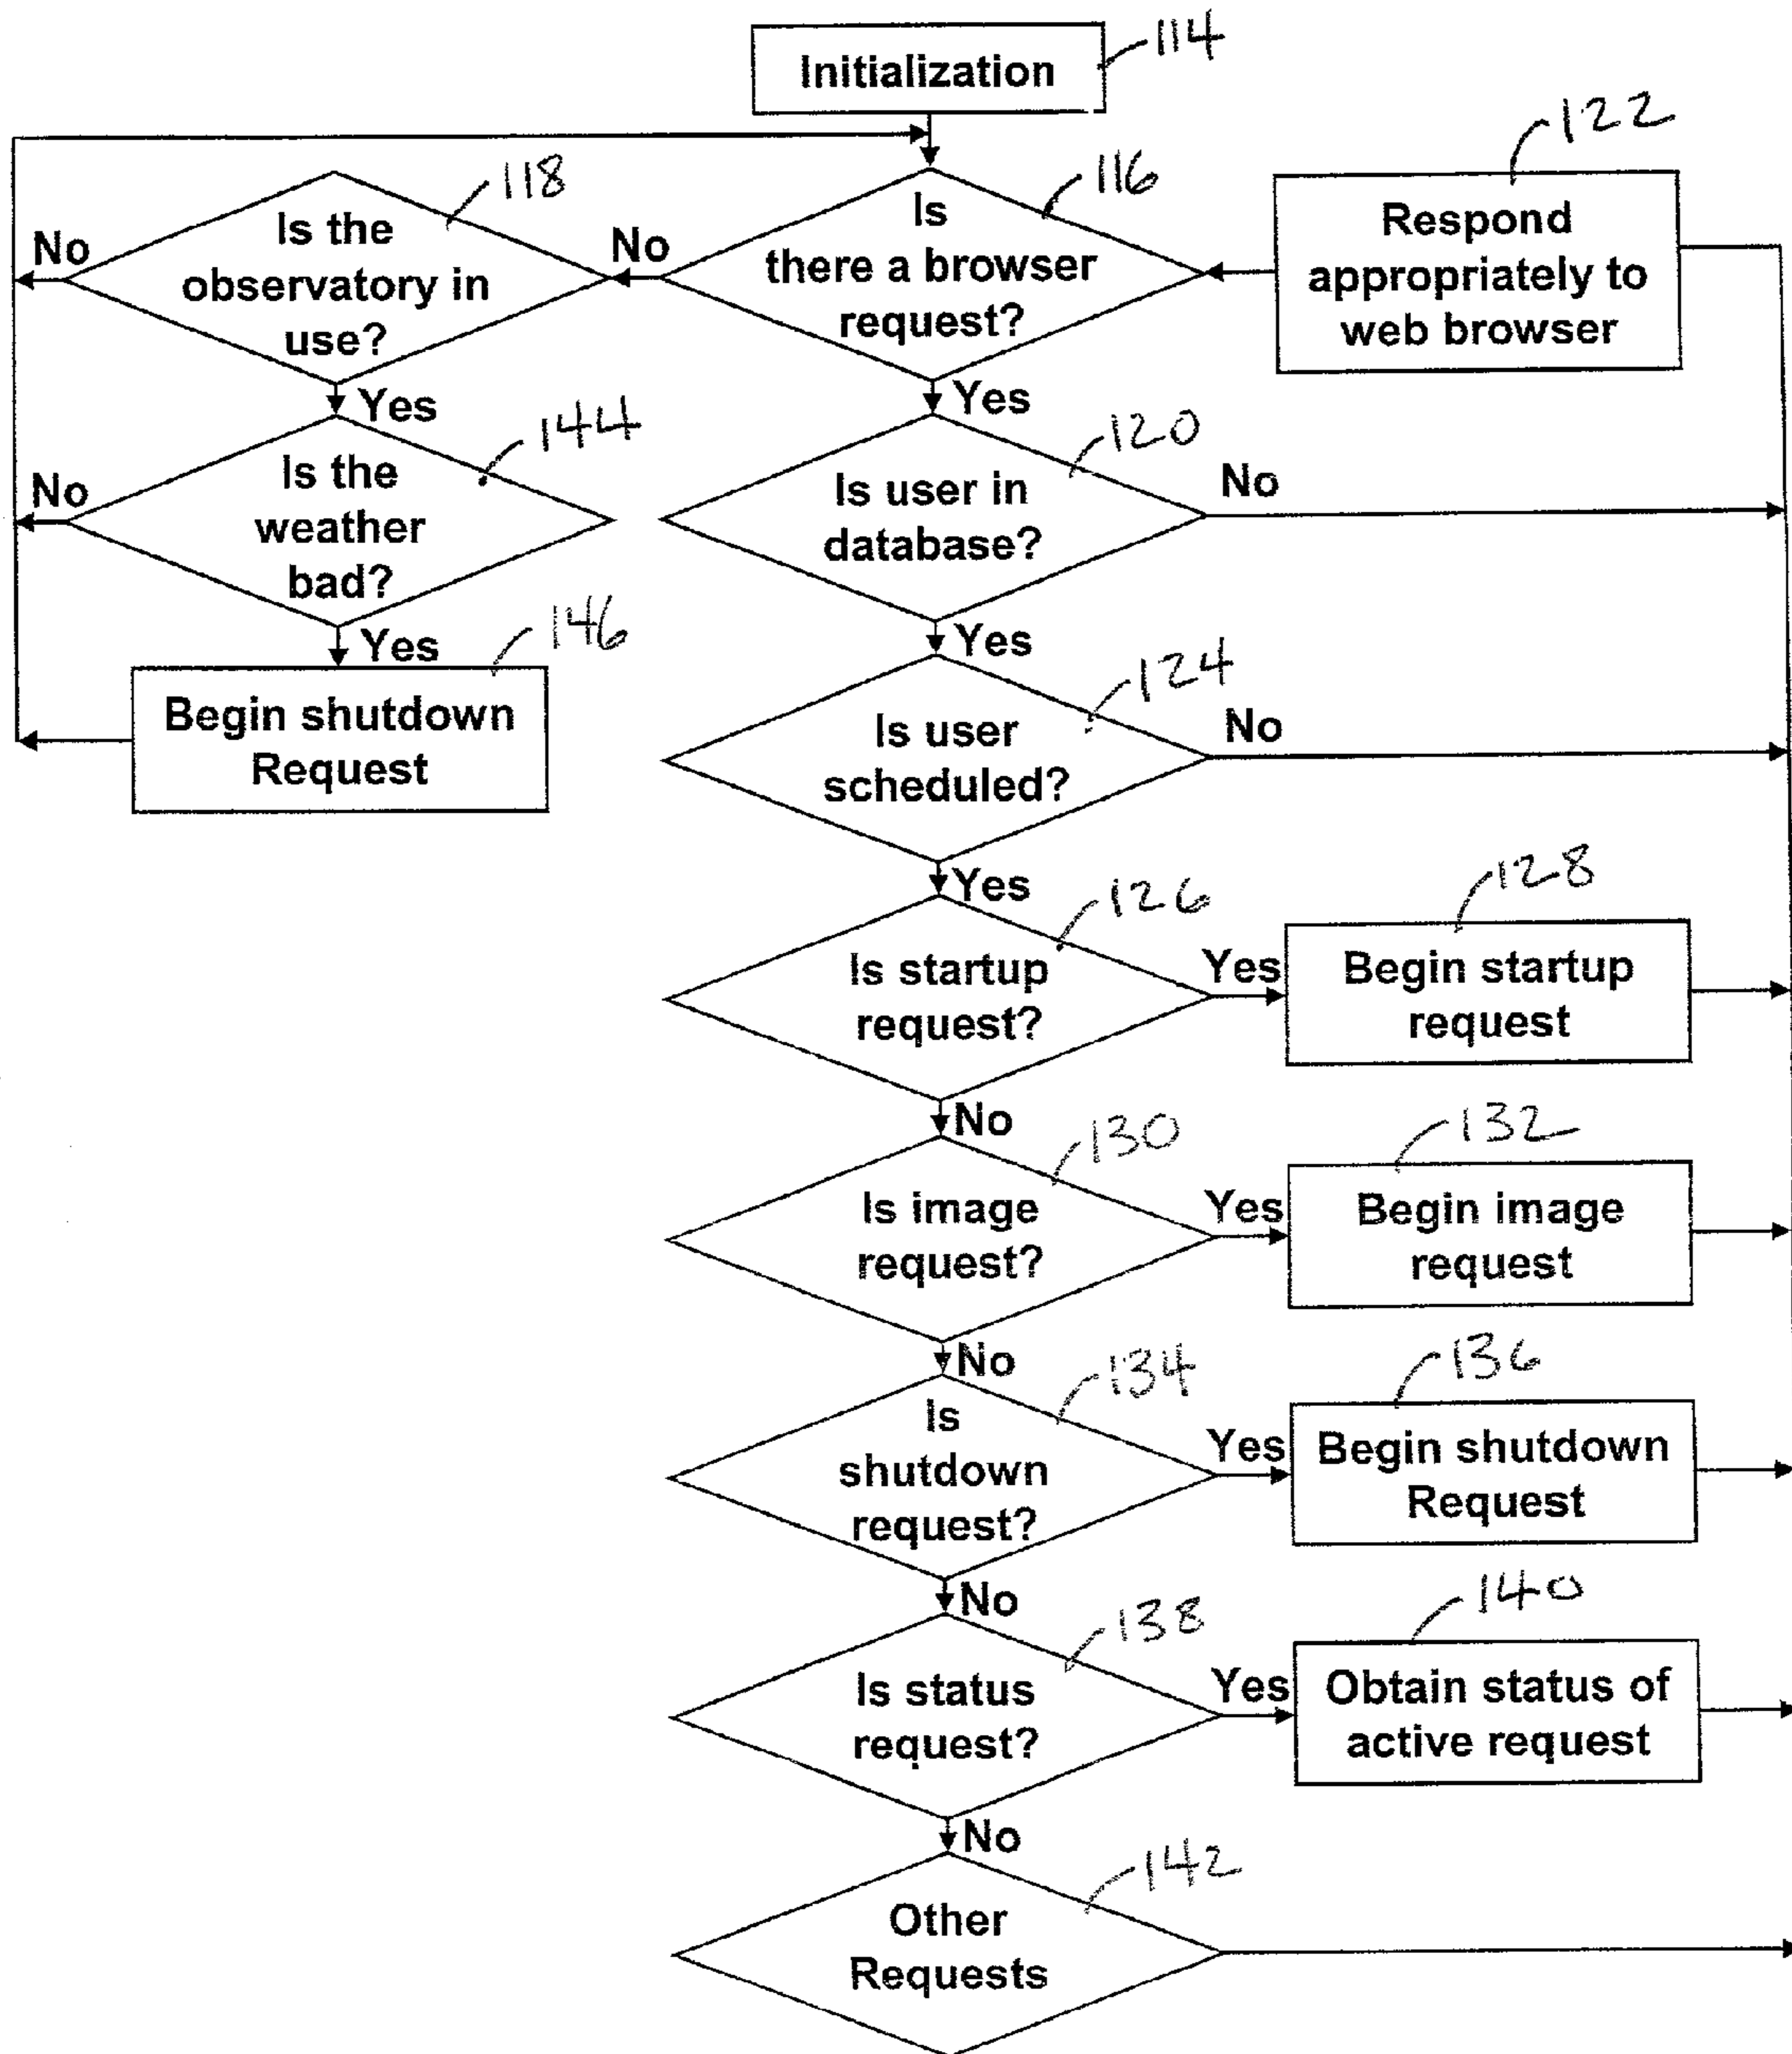 Initialization
114
118
Is the
observatory in
use?
No
No
116
Is
there a browser
request?
122
Respond
appropriately to
web browser
Yes
Yes
144
Is the
weather
bad?
No
120
Is user in
database?
No
Yes
146
Begin shutdown
Request
Yes
124
Is user
scheduled?
No
Yes
126
Is startup
request?
Yes
128
Begin startup
request
No
130
Is image
request?
Yes
132
Begin image
request
No
134
Is
shutdown
request?
Yes
136
Begin shutdown
Request
No
138
Is status
request?
Yes
140
Obtain status of
active request
No
142
Other
Requests